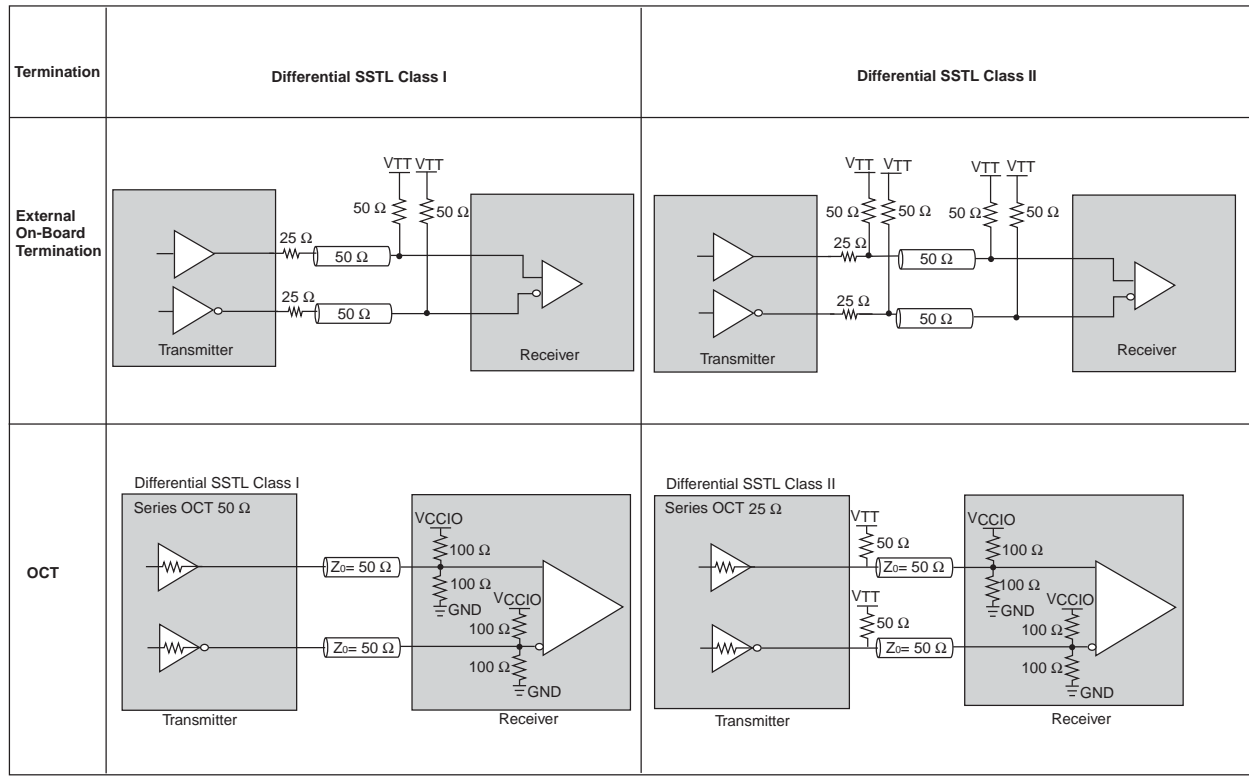 Termination
Differential SSTL Class I
Differential SSTL Class II
External
On-Board
Termination
VTT VTT
50 Ω
50 Ω
25 Ω
50 Ω
25 Ω
50 Ω
Transmitter
Receiver
VTT VTT
VTT VTT
50 Ω
50 Ω
50 Ω
50 Ω
25 Ω
50 Ω
25 Ω
50 Ω
Transmitter
Receiver
OCT
Differential SSTL Class I
Series OCT 50 Ω
VCCIO
100 Ω
Z0= 50 Ω
100 Ω
VCCIO
GND
100 Ω
Z0= 50 Ω
100 Ω
GND
Transmitter
Receiver
Differential SSTL Class II
Series OCT 25 Ω
VTT
50 Ω
VCCIO
100 Ω
Z0= 50 Ω
100 Ω
VTT
VCCIO
GND
50 Ω
100 Ω
Z0= 50 Ω
100 Ω
GND
Transmitter
Receiver